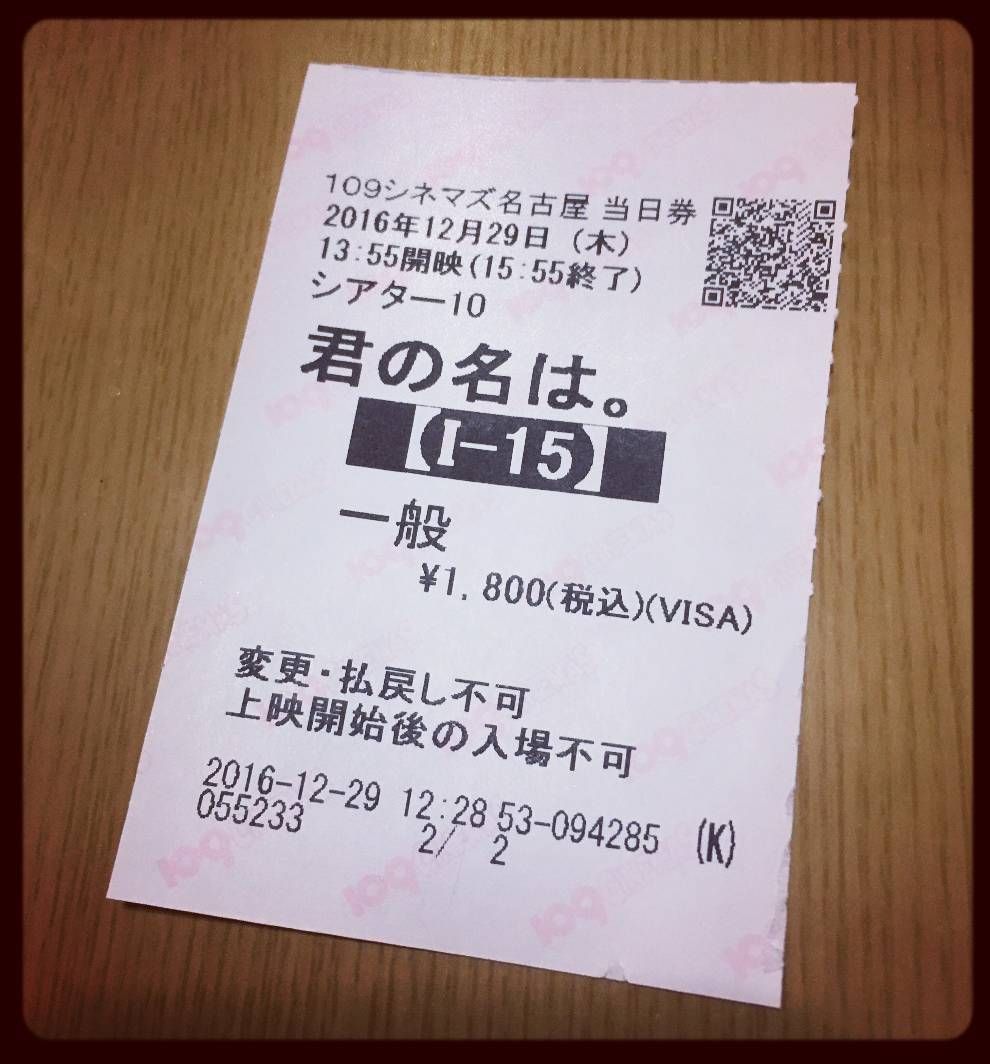 109シネマズ名古屋 当日券
2016年12月29日 (木)
13:55開映(15:55終了)
シアター10
君の名は。
【I-15】
一般
¥1,800(税込)(VISA)
変更・払戻し不可
上映開始後の入場不可
2016-12-29 12:28 53-094285 (K)
055233 2/ 2